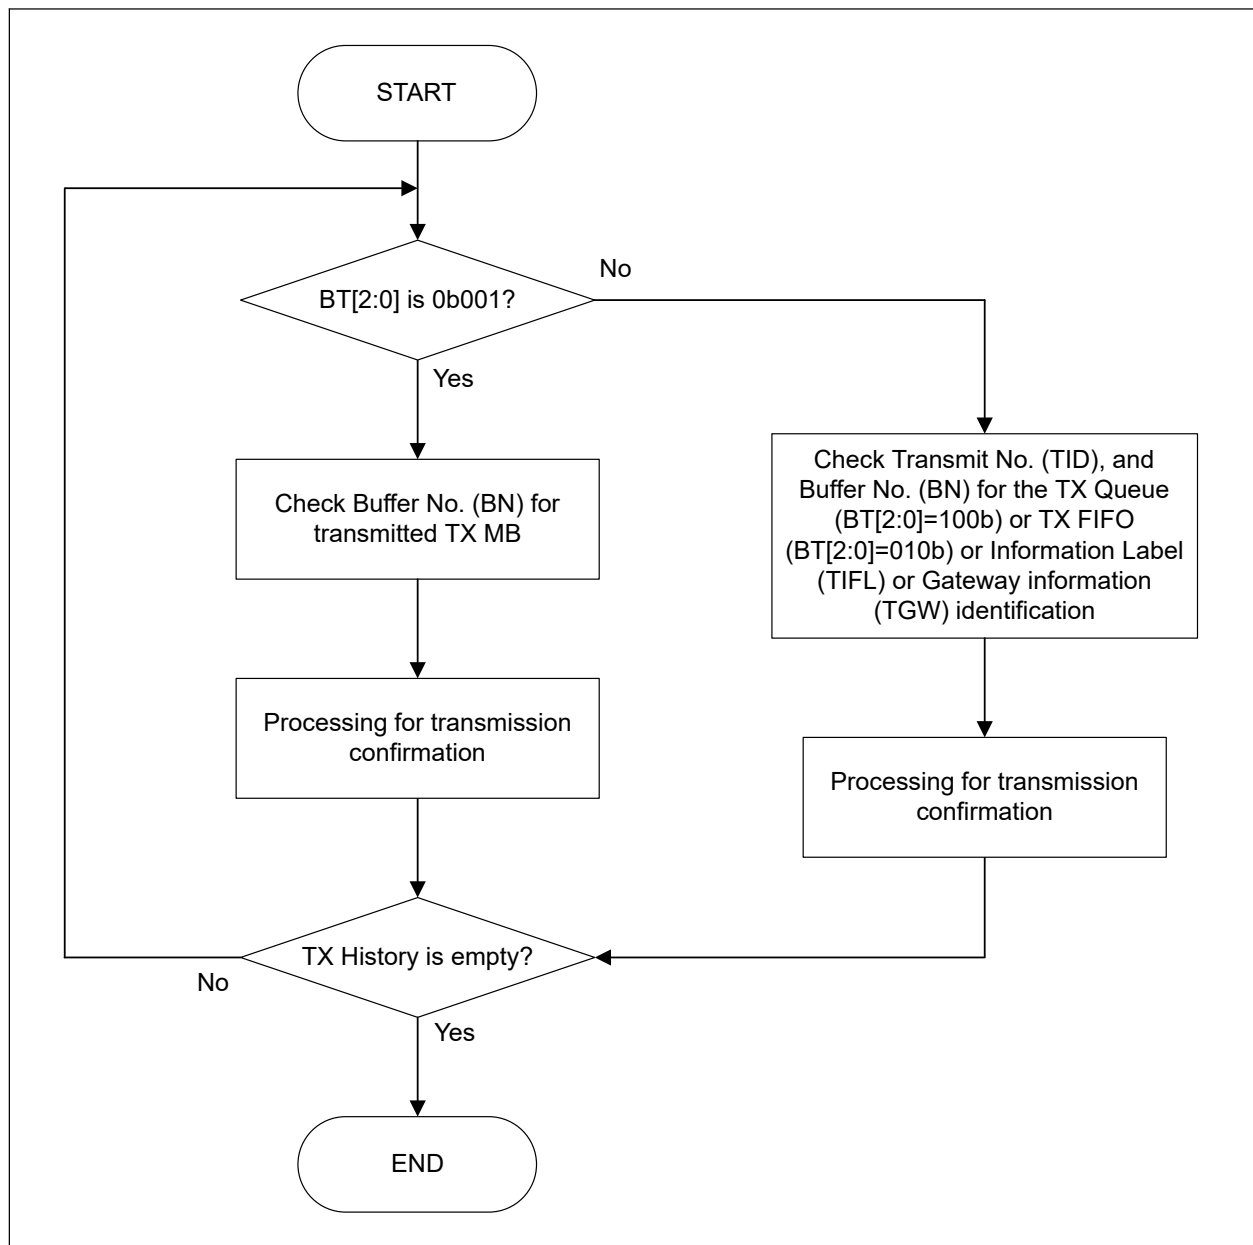 START
BT[2:0] is 0b001?
No
Yes
Check Buffer No. (BN) for
transmitted TX MB
Check Transmit No. (TID), and
Buffer No. (BN) for the TX Queue
(BT[2:0]=100b) or TX FIFO
(BT[2:0]=010b) or Information Label
(TIFL) or Gateway information
(TGW) identification
Processing for transmission
confirmation
Processing for transmission
confirmation
TX History is empty?
No
Yes
END